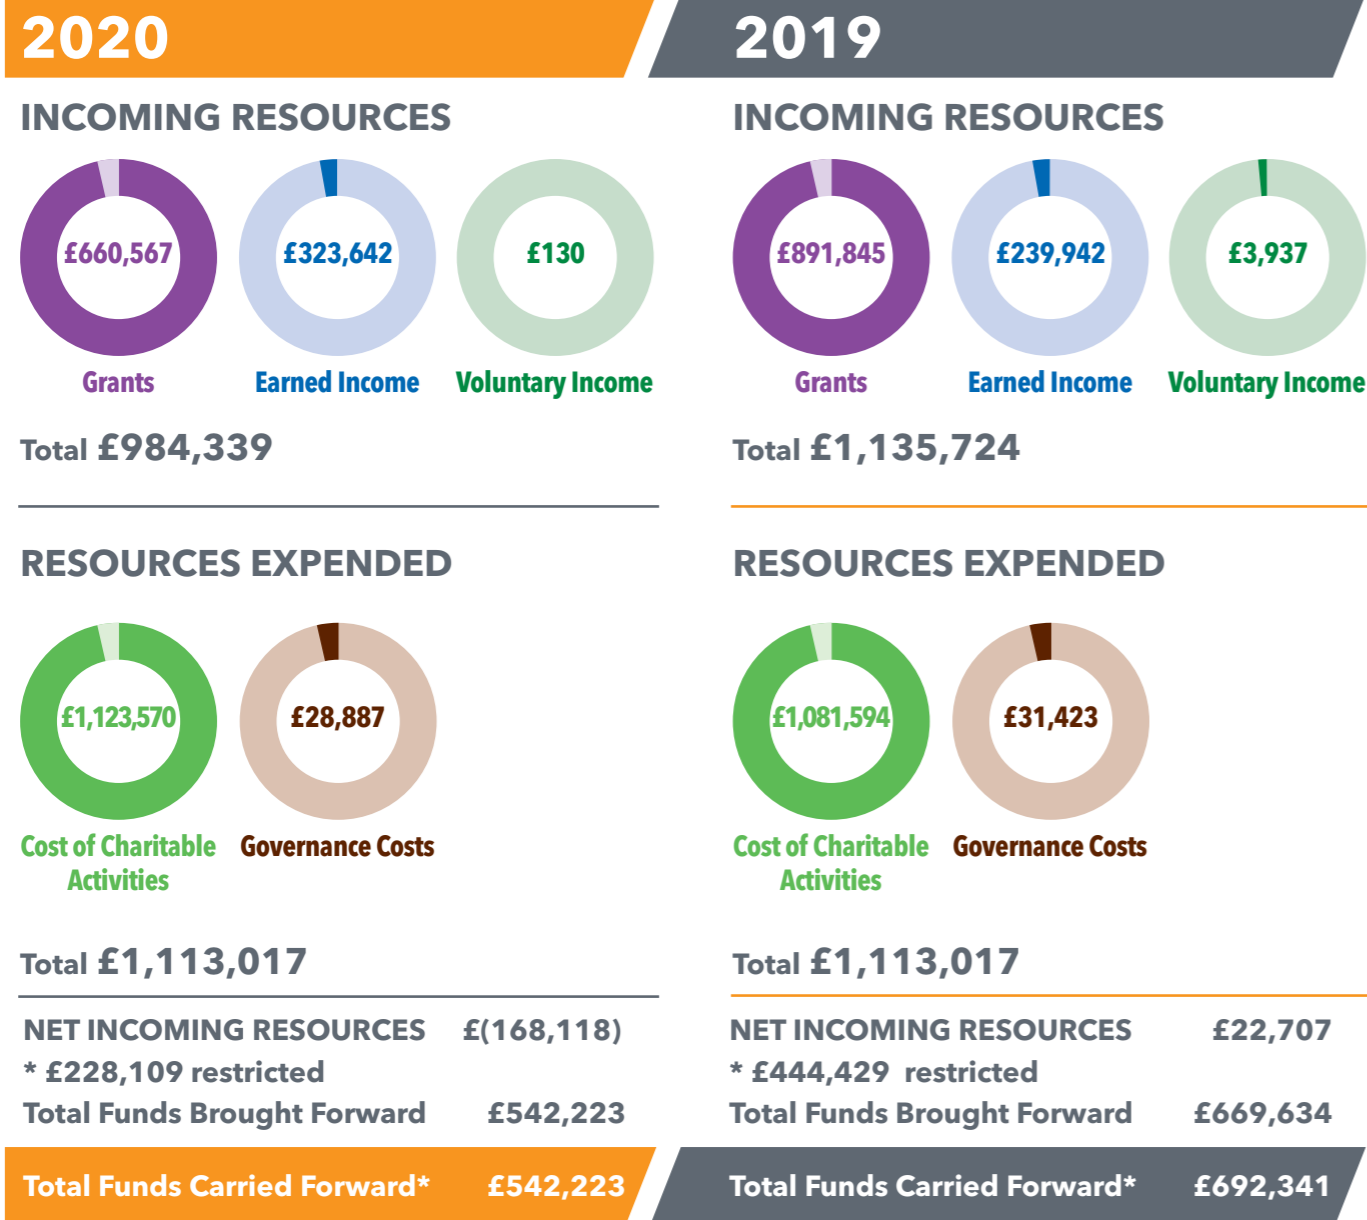 2020
INCOMING RESOURCES
£660,567
£323,642
£130
Grants
Earned Income
Voluntary Income
Total £984,339
RESOURCES EXPENDED
£1,123,570
£28,887
Cost of Charitable
Activities
Governance Costs
Total £1,113,017
NET INCOMING RESOURCES £(168,118)
* £228,109 restricted
Total Funds Brought Forward £542,223
Total Funds Carried Forward* £542,223
2019
INCOMING RESOURCES
£891,845
£239,942
£3,937
Grants
Earned Income
Voluntary Income
Total £1,135,724
RESOURCES EXPENDED
£1,081,594
£31,423
Cost of Charitable
Activities
Governance Costs
Total £1,113,017
NET INCOMING RESOURCES £22,707
* £444,429 restricted
Total Funds Brought Forward £669,634
Total Funds Carried Forward* £692,341